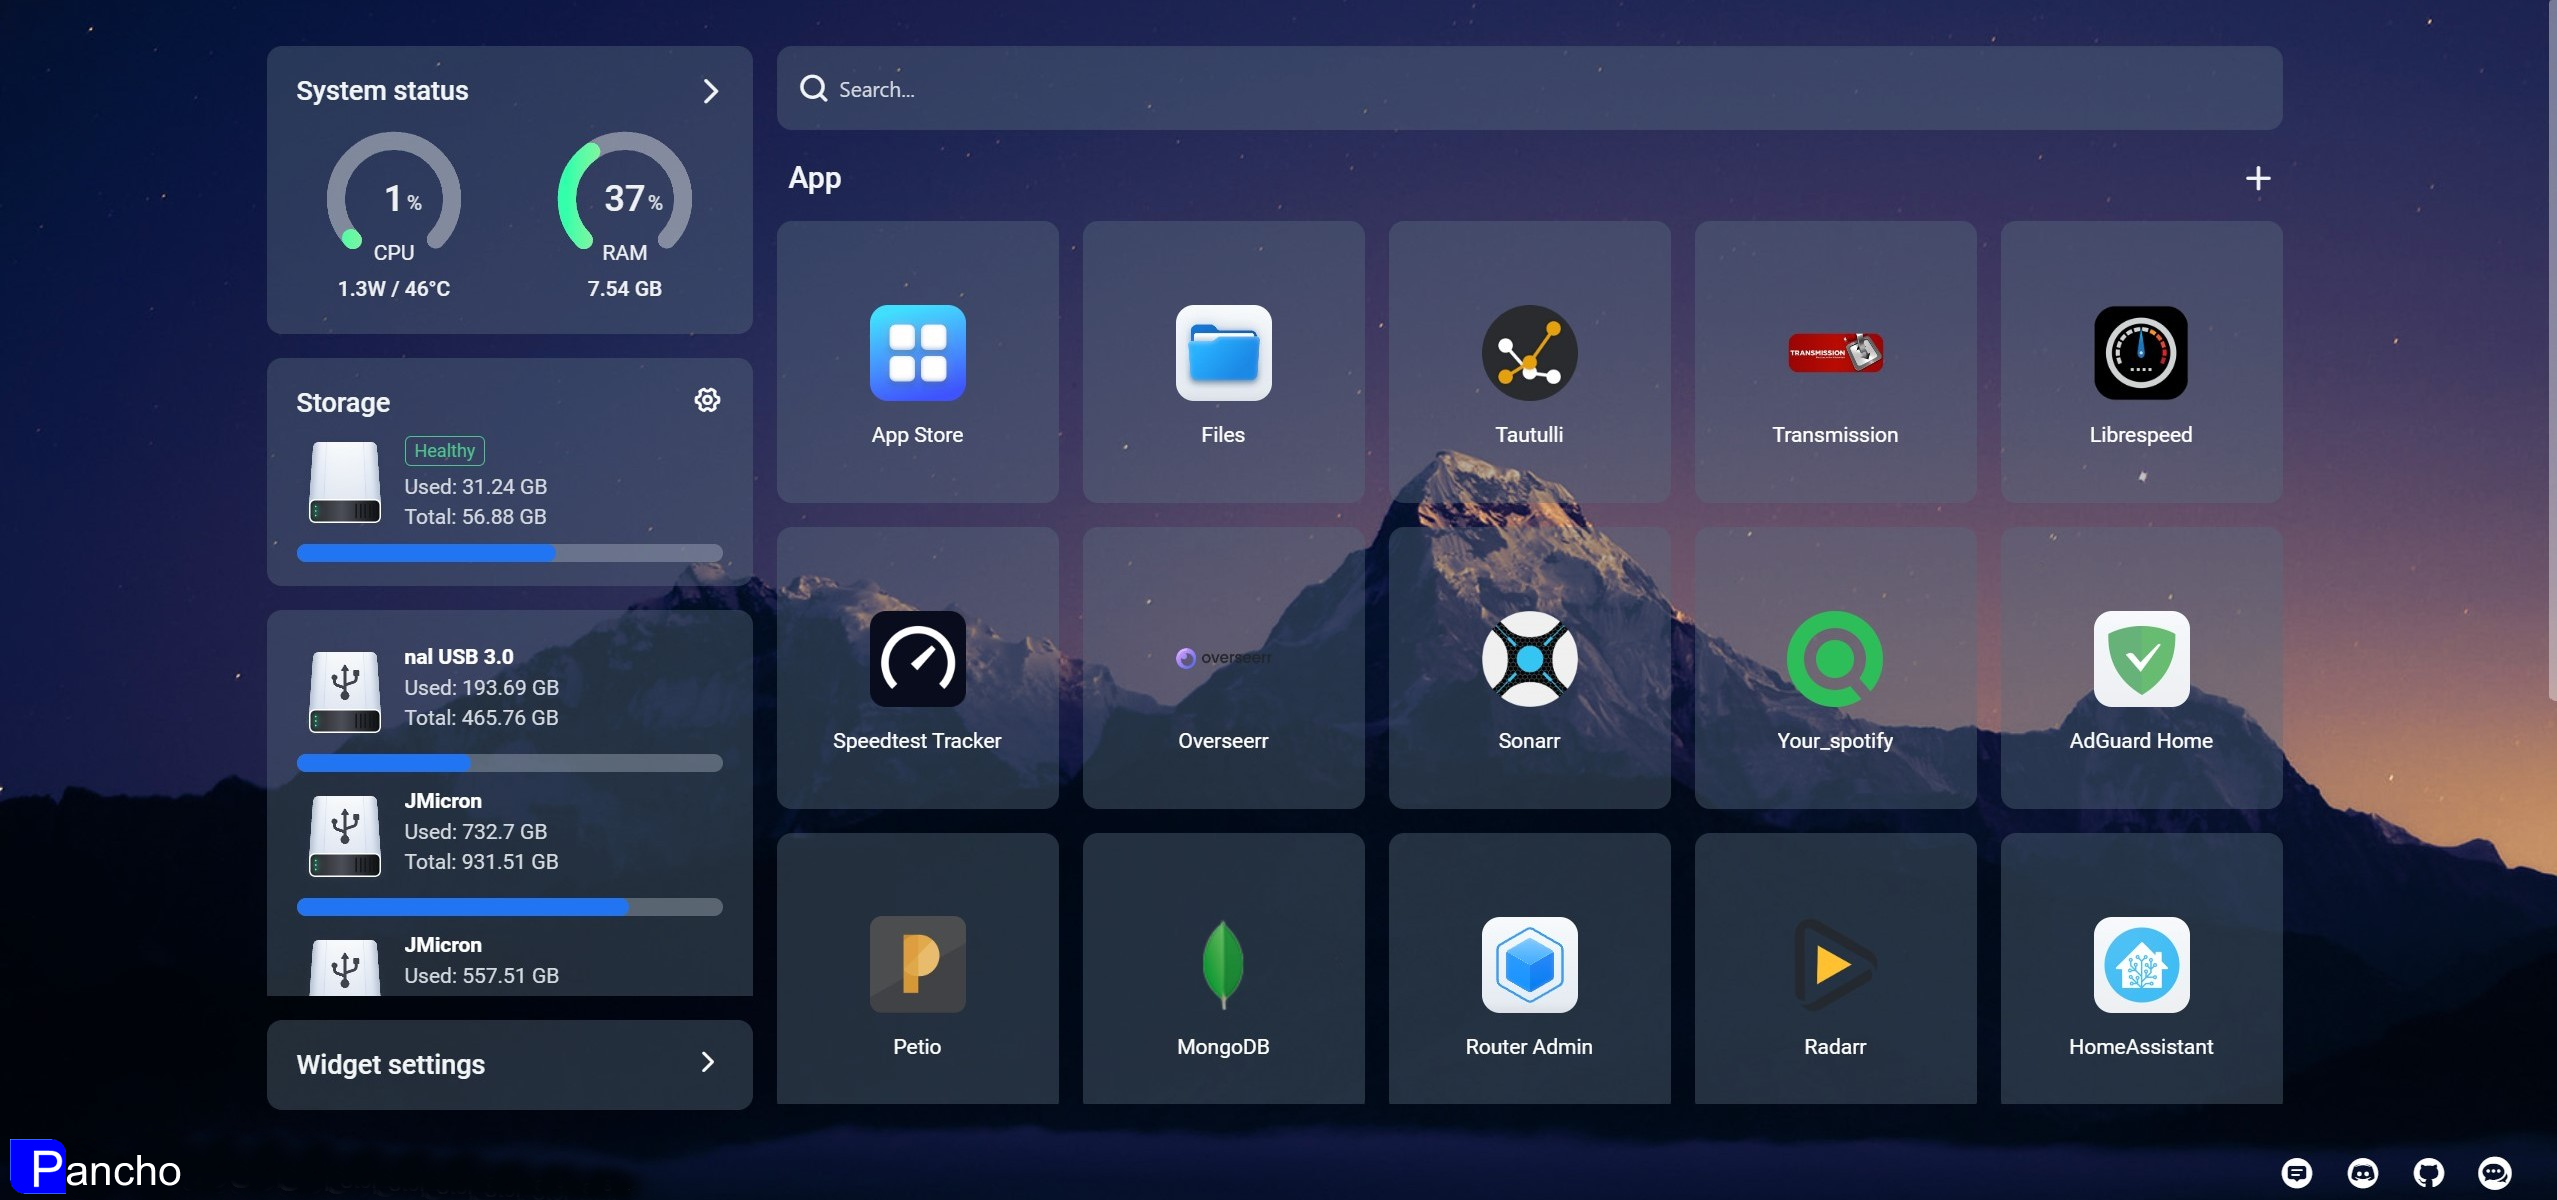 System status
1 %
CPU
1.3W / 46°C
37 %
RAM
7.54 GB
Storage
Healthy
Used: 31.24 GB
Total: 56.88 GB
nal USB 3.0
Used: 193.69 GB
Total: 465.76 GB
JMicron
Used: 732.7 GB
Total: 931.51 GB
JMicron
Used: 557.51 GB
Widget settings
Search...
App
App Store
Files
Tautulli
TRANSMISSION
Transmission
Librespeed
Speedtest Tracker
overseerr
Overseerr
Sonarr
Your_spotify
AdGuard Home
Petio
MongoDB
Router Admin
Radarr
HomeAssistant
Pancho